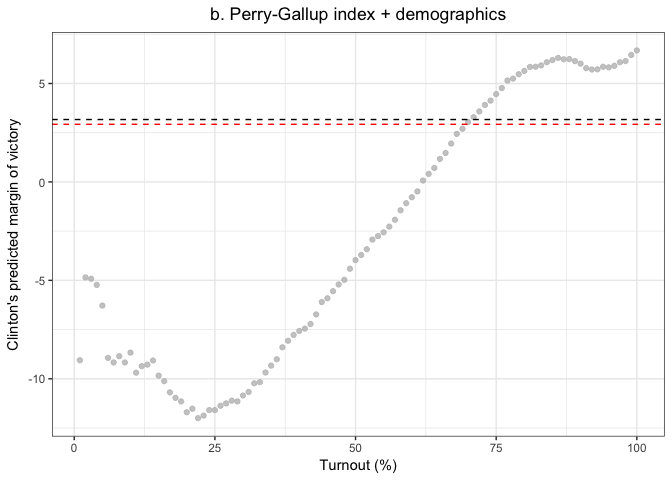 b. Perry-Gallup index + demographics
Clinton's predicted margin of victory
5
0
-5
-10
0 25 50 75 100
Turnout (%)